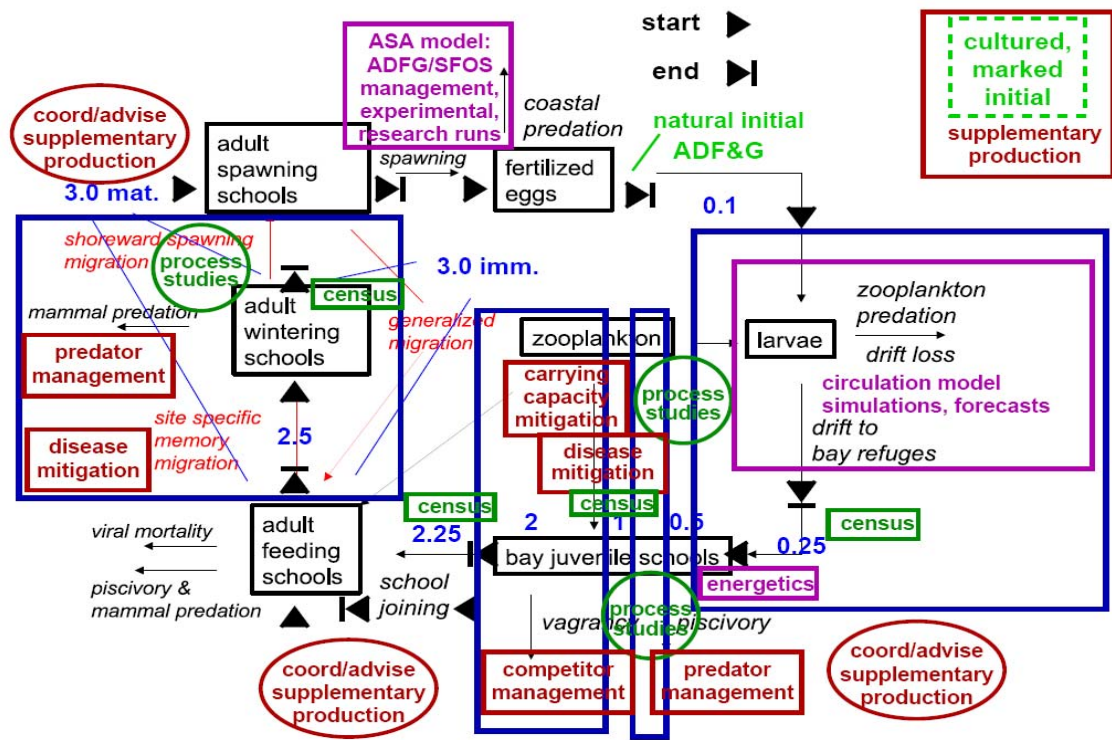 ASA model:
ADFG/SFOS
management,
experimental,
research runs
start
end
cultured,
marked
initial
supplementary
production
coord/advise
supplementary
production
adult
spawning
schools
spawning
coastal
predation
fertilized
eggs
natural initial
ADF&G
3.0 mat.
0.1
shoreward spawning
migration
process
studies
3.0 imm.
census
adult
wintering
schools
mammal predation
predator
management
generalized
migration
zooplankton
carrying
capacity
mitigation
process
studies
larvae
zooplankton
predation
drift loss
circulation model
simulations, forecasts
drift to
bay refuges
disease
mitigation
site specific
memory
migration
2.5
disease
mitigation
census
census
census
2.25
2
1
0.5
0.25
viral mortality
piscivory &
mammal predation
adult
feeding
schools
school
joining
bay juvenile schools
energetics
vagrancy
process
studies
piscivory
coord/advise
supplementary
production
competitor
management
predator
management
coord/advise
supplementary
production